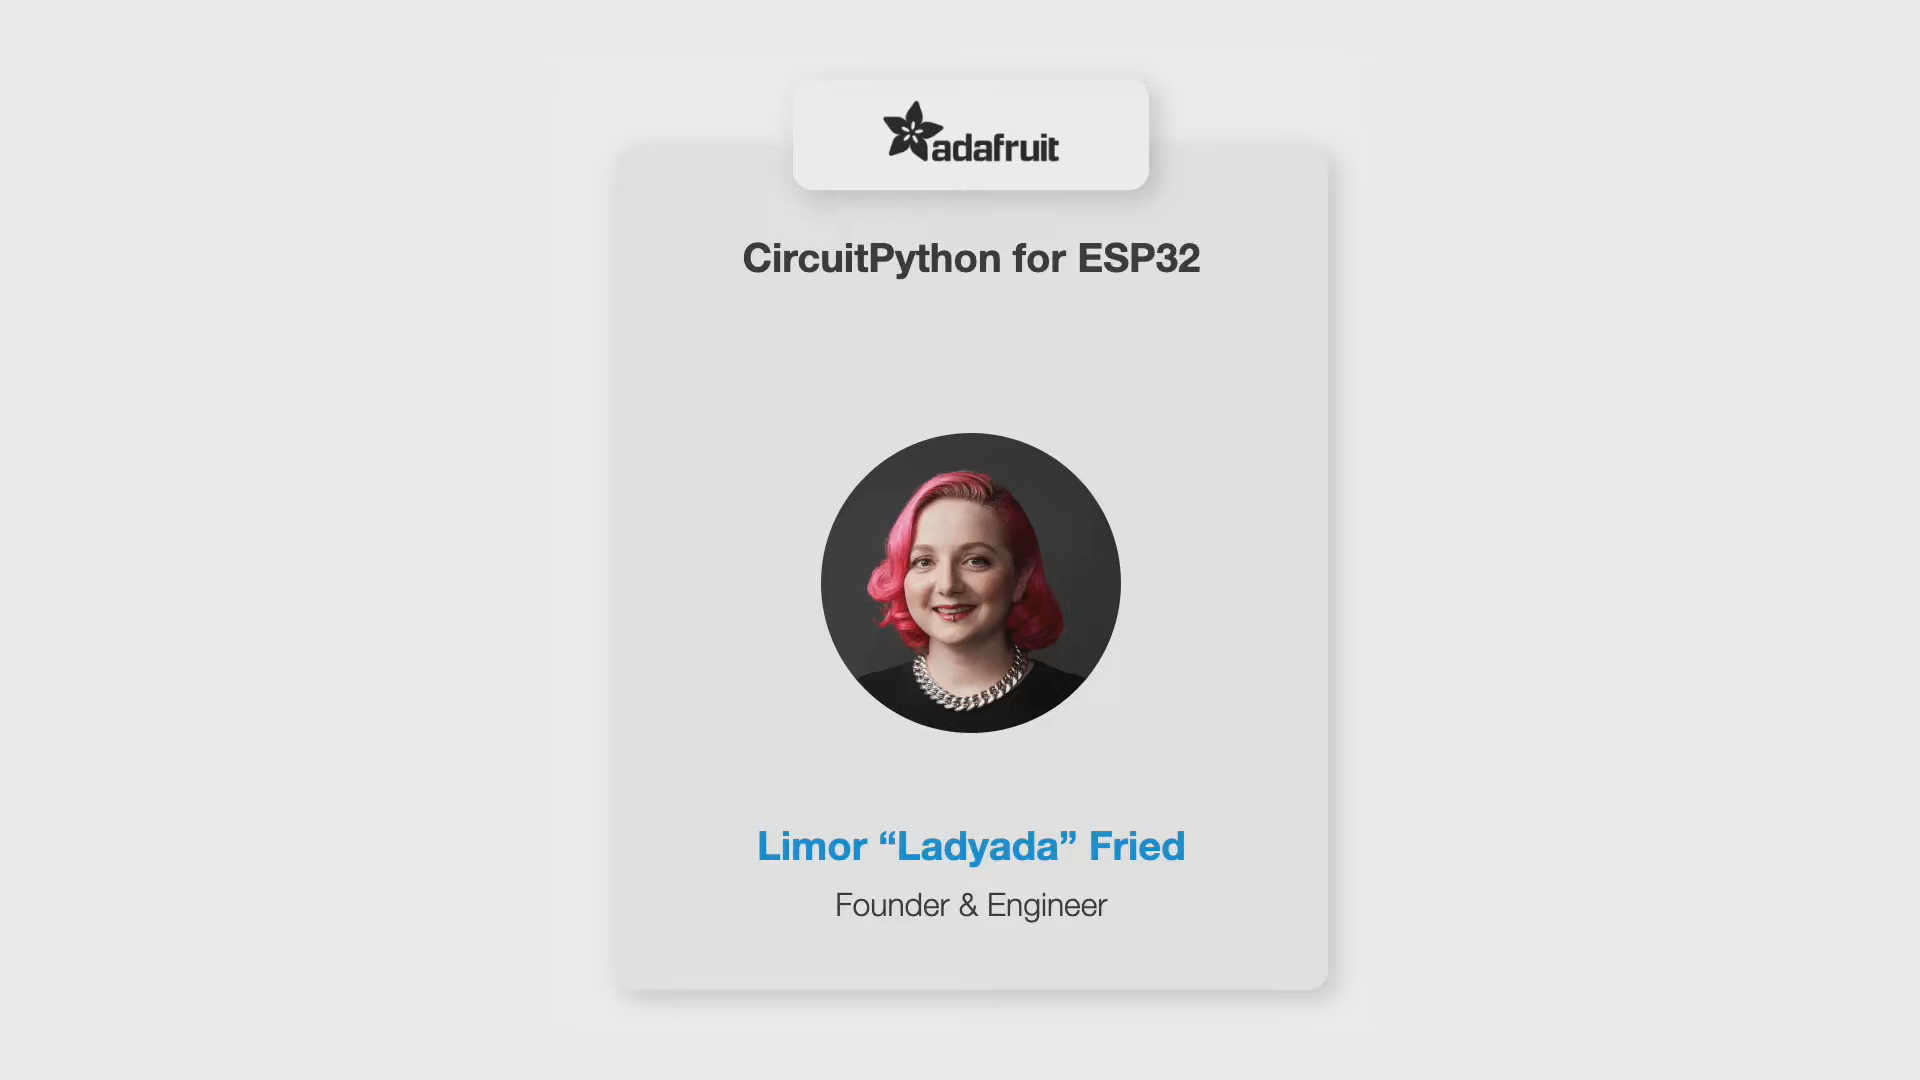 adafruit
CircuitPython for ESP32
Limor “Ladyada” Fried
Founder & Engineer